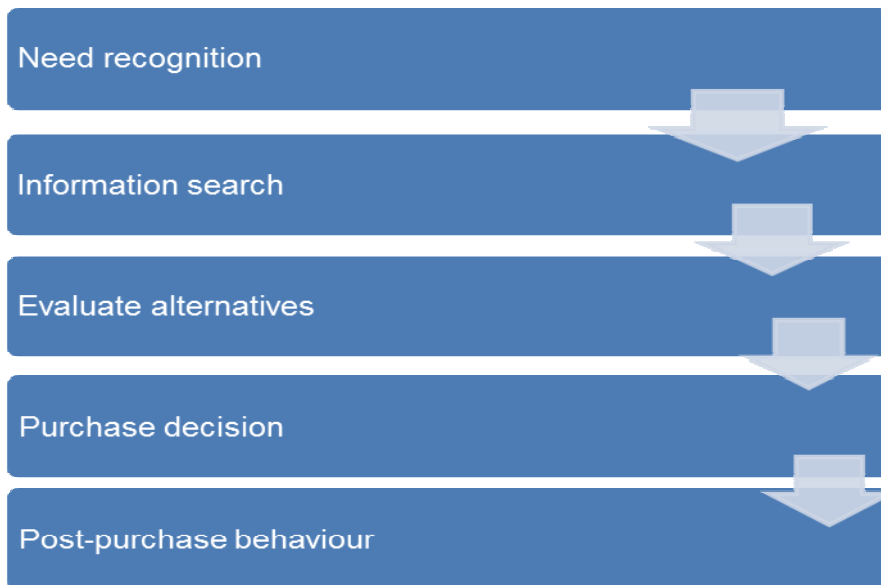 Need recognition
Information search
Evaluate alternatives
Purchase decision
Post-purchase behaviour